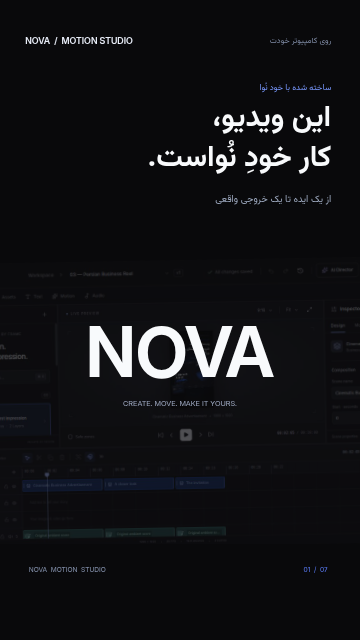 NOVA / MOTION STUDIO
روی کامپیوتر خودت
ساخته شده با خود نُوا
این ویدیو،
کار خودِ نُواست.
از یک ایده تا یک خروجی واقعی
NOVA
CREATE. MOVE. MAKE IT YOURS.
NOVA MOTION STUDIO
01 / 07